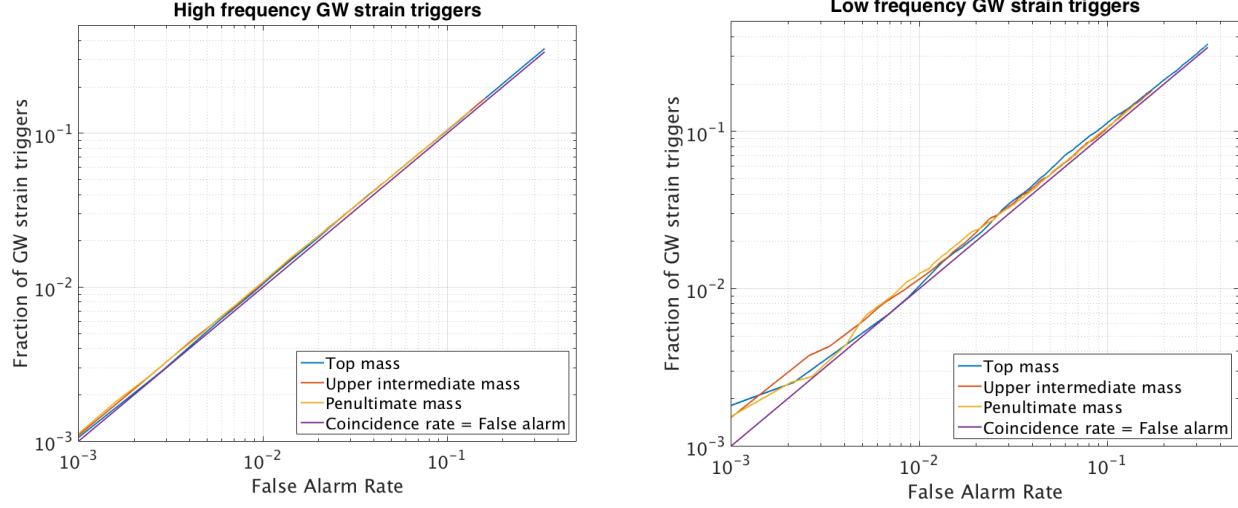 High frequency GW strain triggers
Fraction of GW strain triggers
10^-1
10^-2
10^-3
10^-3
10^-2
10^-1
False Alarm Rate
Top mass
Upper intermediate mass
Penultimate mass
Coincidence rate = False alarm
Low frequency GW strain triggers
Fraction of GW strain triggers
10^-1
10^-2
10^-3
10^-3
10^-2
10^-1
False Alarm Rate
Top mass
Upper intermediate mass
Penultimate mass
Coincidence rate = False alarm